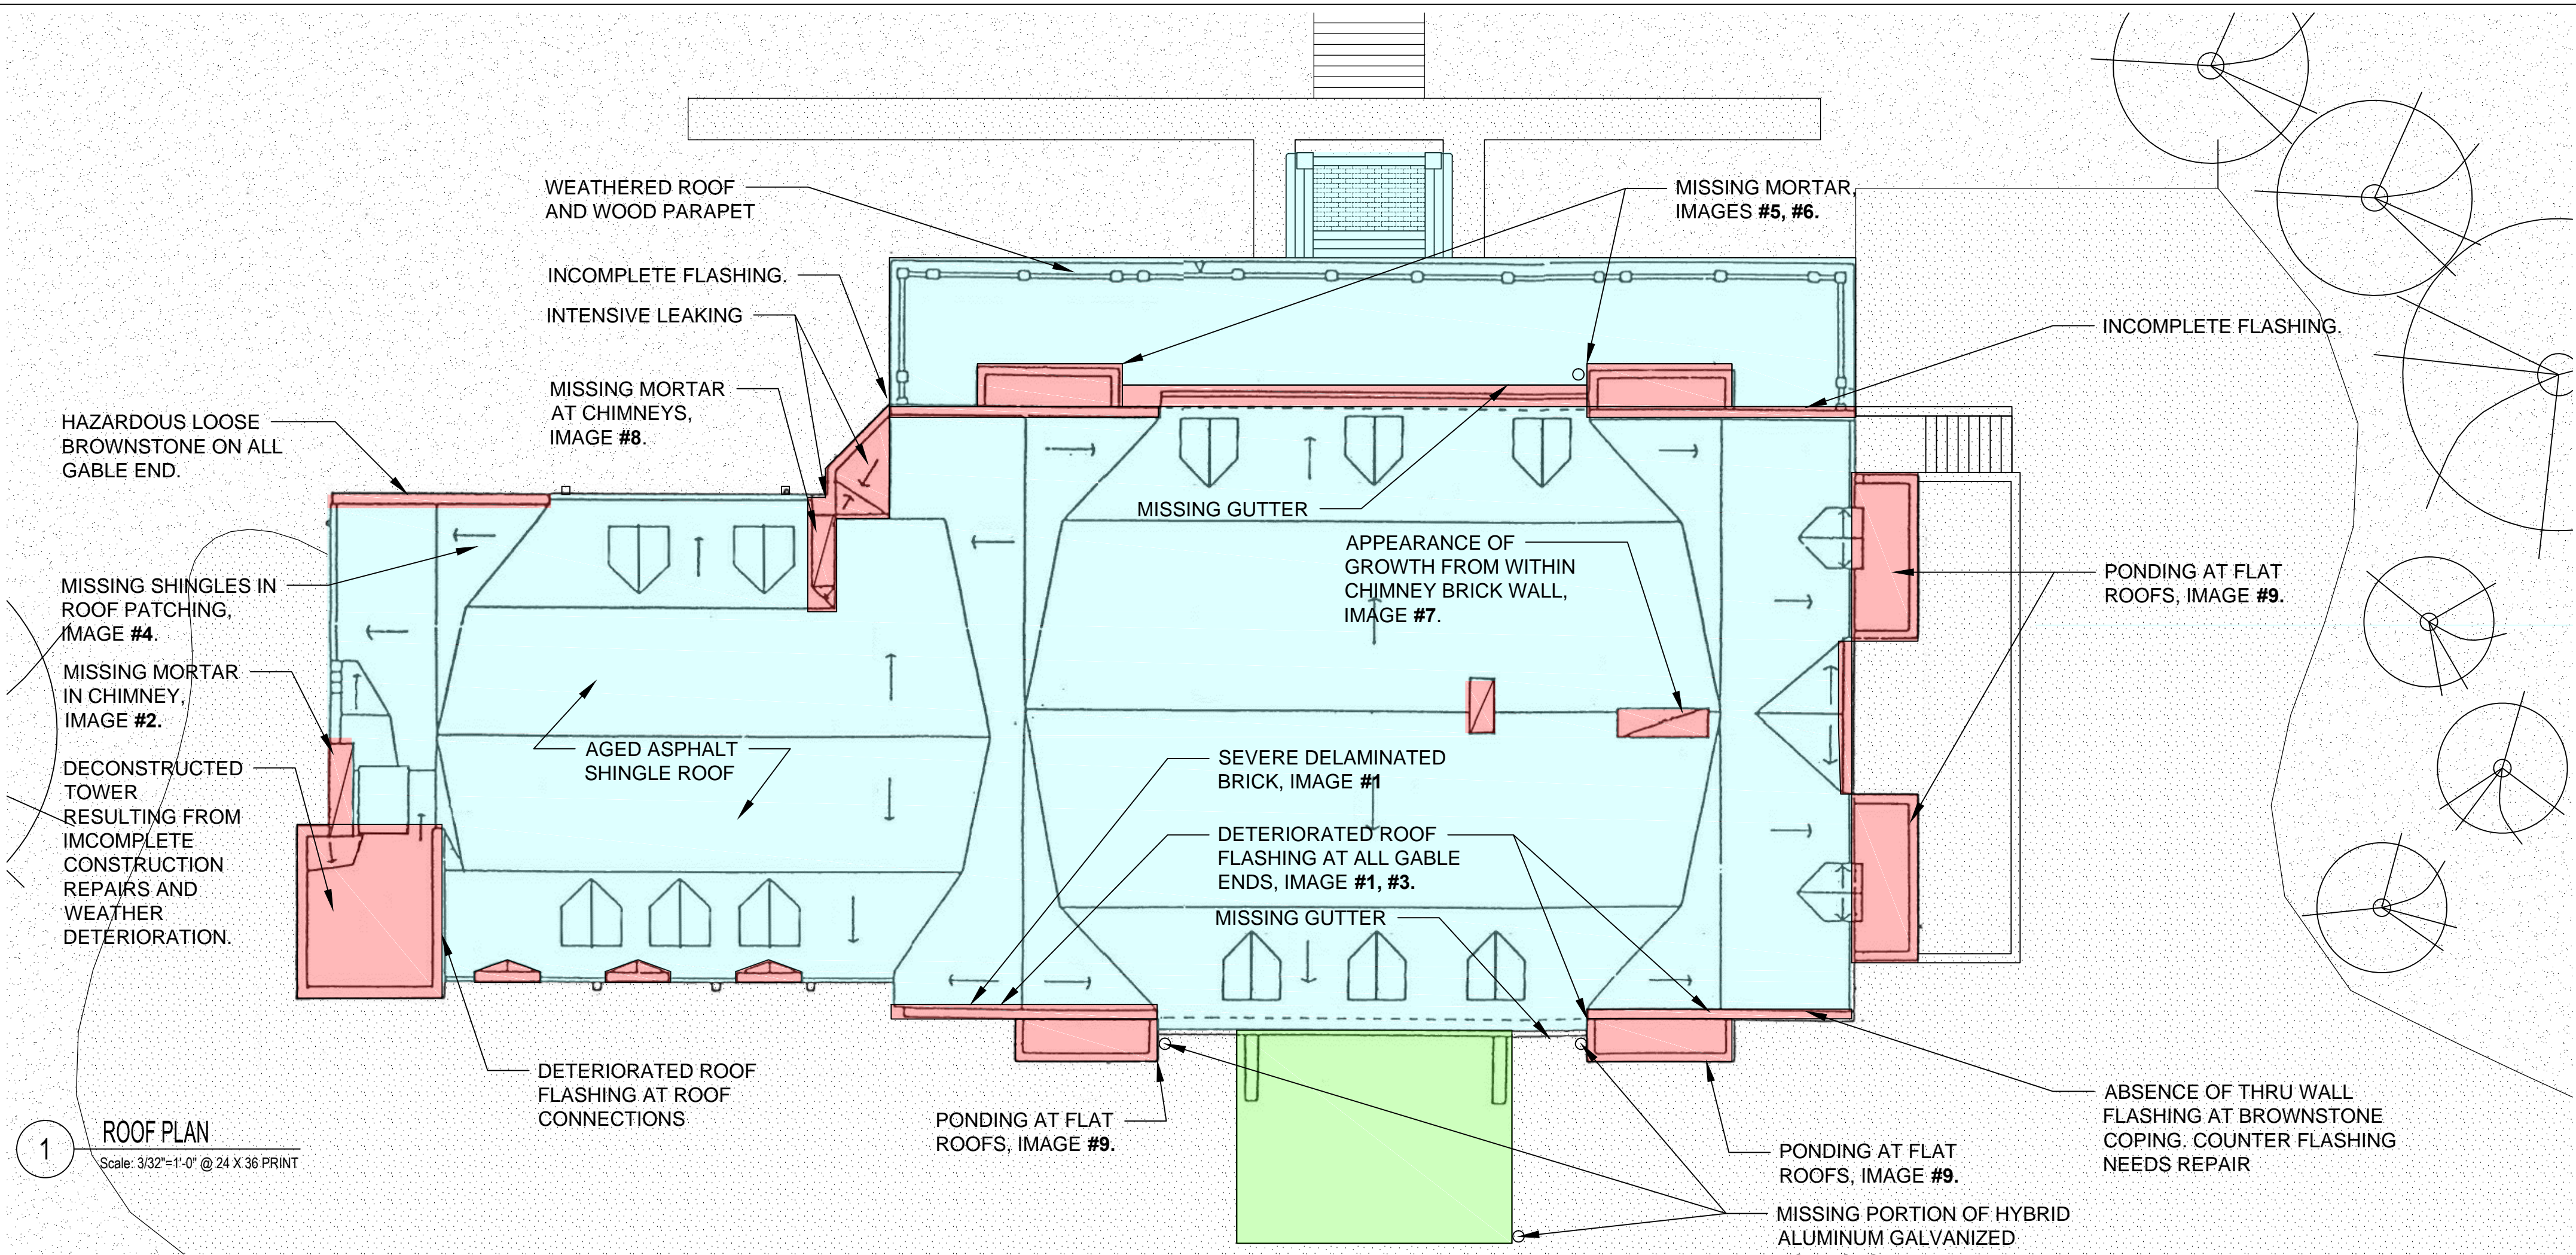 WEATHERED ROOF
AND WOOD PARAPET
MISSING MORTAR,
IMAGES #5, #6.
INCOMPLETE FLASHING.
INTENSIVE LEAKING
INCOMPLETE FLASHING.
MISSING MORTAR
AT CHIMNEYS,
IMAGE #8.
HAZARDOUS LOOSE
BROWNSTONE ON ALL
GABLE END.
MISSING GUTTER
APPEARANCE OF
GROWTH FROM WITHIN
CHIMNEY BRICK WALL,
IMAGE #7.
PONDING AT FLAT
ROOFS, IMAGE #9.
MISSING SHINGLES IN
ROOF PATCHING,
IMAGE #4.
MISSING MORTAR
IN CHIMNEY,
IMAGE #2.
AGED ASPHALT
SHINGLE ROOF
SEVERE DELAMINATED
BRICK, IMAGE #1
DECONSTRUCTED
TOWER
RESULTING FROM
IMCOMPLETE
CONSTRUCTION
REPAIRS AND
WEATHER
DETERIORATION.
DETERIORATED ROOF
FLASHING AT ALL GABLE
ENDS, IMAGE #1, #3.
MISSING GUTTER
DETERIORATED ROOF
FLASHING AT ROOF
CONNECTIONS
PONDING AT FLAT
ROOFS, IMAGE #9.
ABSENCE OF THRU WALL
FLASHING AT BROWNSTONE
COPING. COUNTER FLASHING
NEEDS REPAIR
PONDING AT FLAT
ROOFS, IMAGE #9.
MISSING PORTION OF HYBRID
ALUMINUM GALVANIZED
1
ROOF PLAN
Scale: 3/32"=1'-0" @ 24 X 36 PRINT